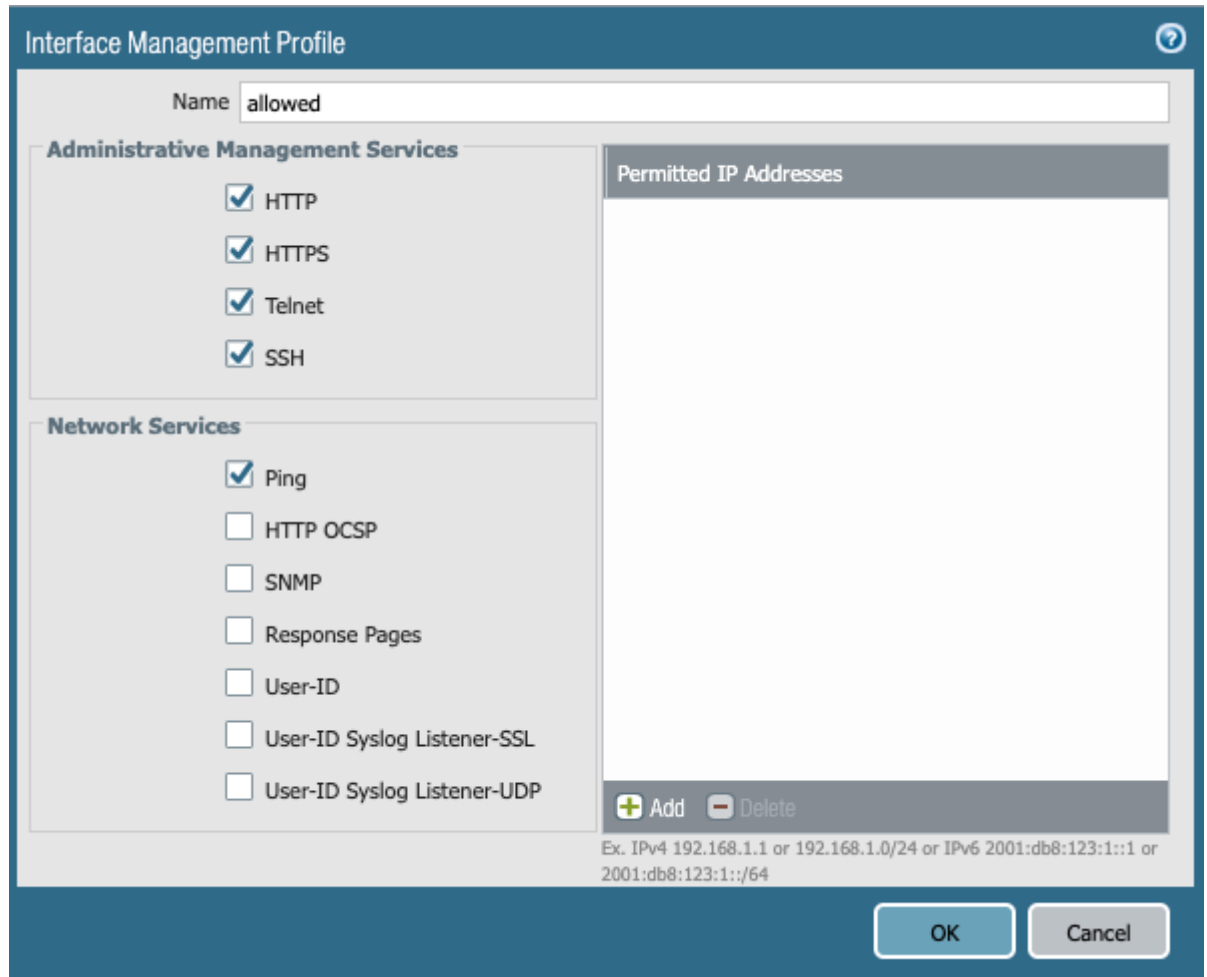 Interface Management Profile
Name allowed
Administrative Management Services
HTTP
HTTPS
Telnet
SSH
Network Services
Ping
HTTP OCSP
SNMP
Response Pages
User-ID
User-ID Syslog Listener-SSL
User-ID Syslog Listener-UDP
Permitted IP Addresses
Add Delete
Ex. IPv4 192.168.1.1 or 192.168.1.0/24 or IPv6 2001:db8:123:1::1 or
2001:db8:123:1::/64
OK Cancel